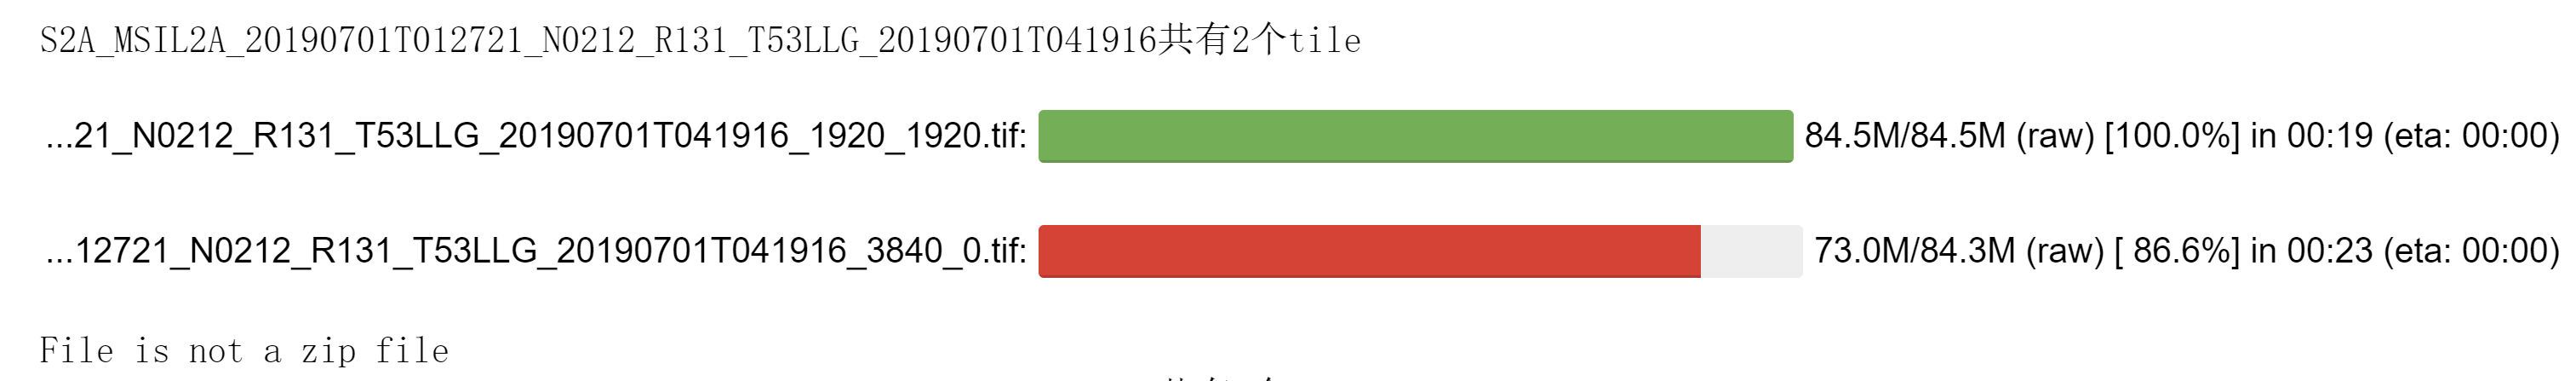 S2A_MSIL2A_20190701T012721_N0212_R131_T53LLG_20190701T041916共有2个tile
...21_N0212_R131_T53LLG_20190701T041916_1920_1920.tif: 84.5M/84.5M (raw) [100.0%] in 00:19 (eta: 00:00)
...12721_N0212_R131_T53LLG_20190701T041916_3840_0.tif: 73.0M/84.3M (raw) [ 86.6%] in 00:23 (eta: 00:00)
File is not a zip file